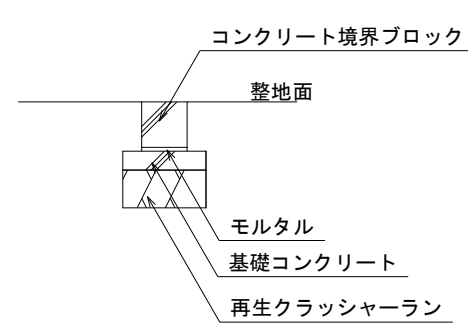 コンクリート境界ブロック
整地面
モルタル
基礎コンクリート
再生クラッシャーラン